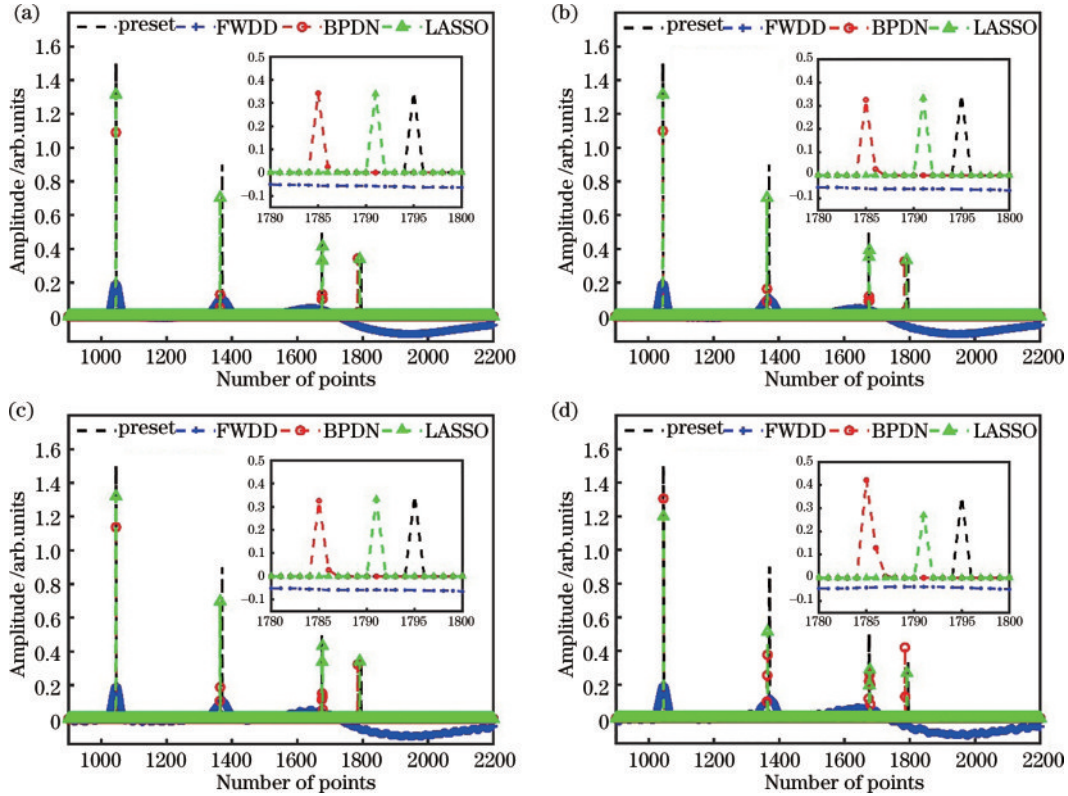 (a)
preset FWDD BPDN LASSO
1.6
1.4
1.2
1.0
0.8
0.6
0.4
0.2
0
Amplitude /arb.units
0.5
0.4
0.3
0.2
0.1
0
−0.1
1780 1785 1790 1795 1800
1000 1200 1400 1600 1800 2000 2200
Number of points
(b)
preset FWDD BPDN LASSO
1.6
1.4
1.2
1.0
0.8
0.6
0.4
0.2
0
Amplitude /arb.units
0.5
0.4
0.3
0.2
0.1
0
−0.1
1780 1785 1790 1795 1800
1000 1200 1400 1600 1800 2000 2200
Number of points
(c)
preset FWDD BPDN LASSO
1.6
1.4
1.2
1.0
0.8
0.6
0.4
0.2
0
Amplitude /arb.units
0.5
0.4
0.3
0.2
0.1
0
−0.1
1780 1785 1790 1795 1800
1000 1200 1400 1600 1800 2000 2200
Number of points
(d)
preset FWDD BPDN LASSO
1.6
1.4
1.2
1.0
0.8
0.6
0.4
0.2
0
Amplitude /arb.units
0.5
0.4
0.3
0.2
0.1
0
−0.1
1780 1785 1790 1795 1800
1000 1200 1400 1600 1800 2000 2200
Number of points